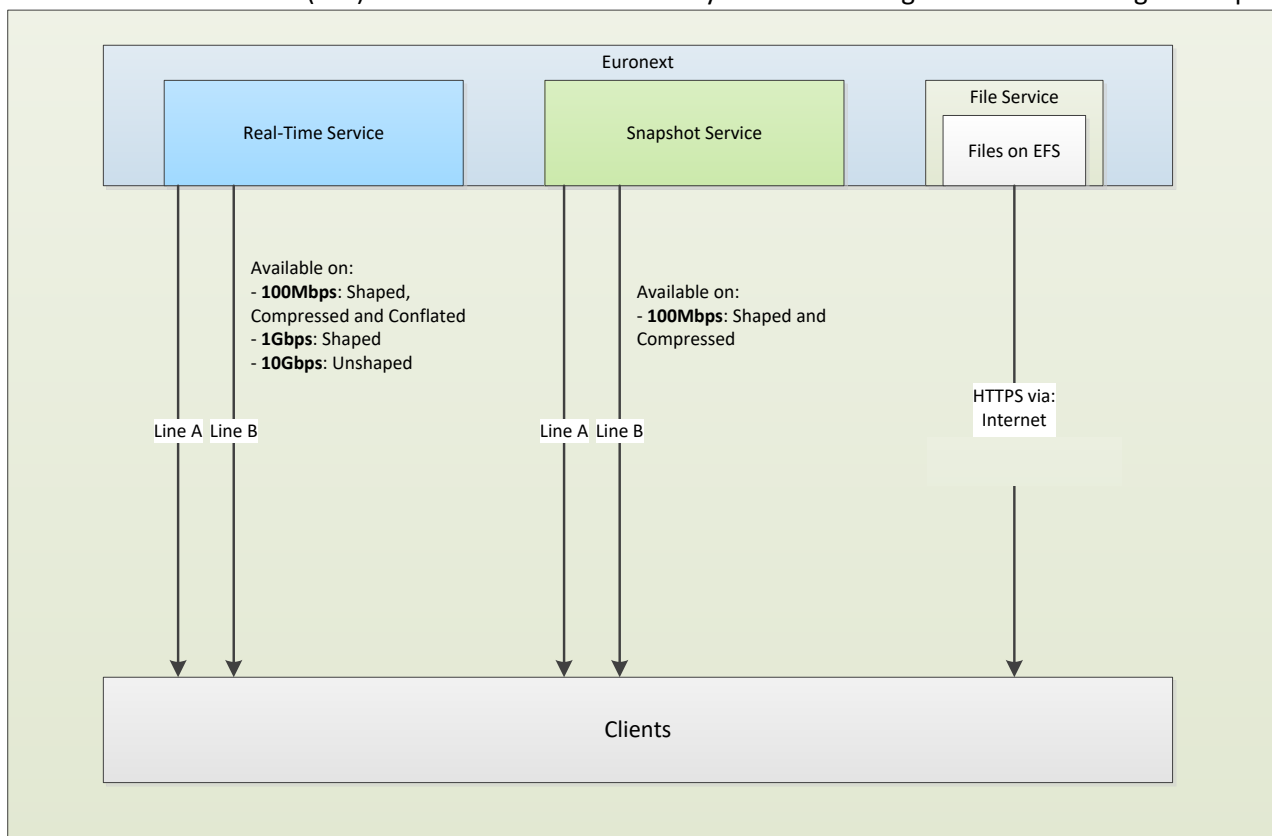 Euronext
Real-Time Service
Snapshot Service
File Service
Files on EFS
Available on:
- 100Mbps: Shaped,
Compressed and Conflated
- 1Gbps: Shaped
- 10Gbps: Unshaped
Available on:
- 100Mbps: Shaped and
Compressed
HTTPS via:
Internet
Line A
Line B
Line A
Line B
Clients